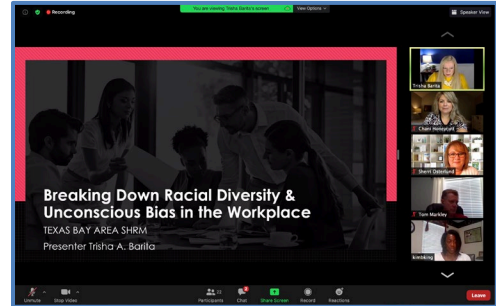 Recording
You are viewing Trisha Barita's screen
View Options
Speaker View
Breaking Down Racial Diversity &
Unconscious Bias in the Workplace
TEXAS BAY AREA SHRM
Presenter Trisha A. Barita
Trisha Barita
Chani Honeycutt
Sherri Osterlund
Tom Markley
kimbking
Unmute
Stop Video
Participants
Chat
Share Screen
Record
Reactions
Leave